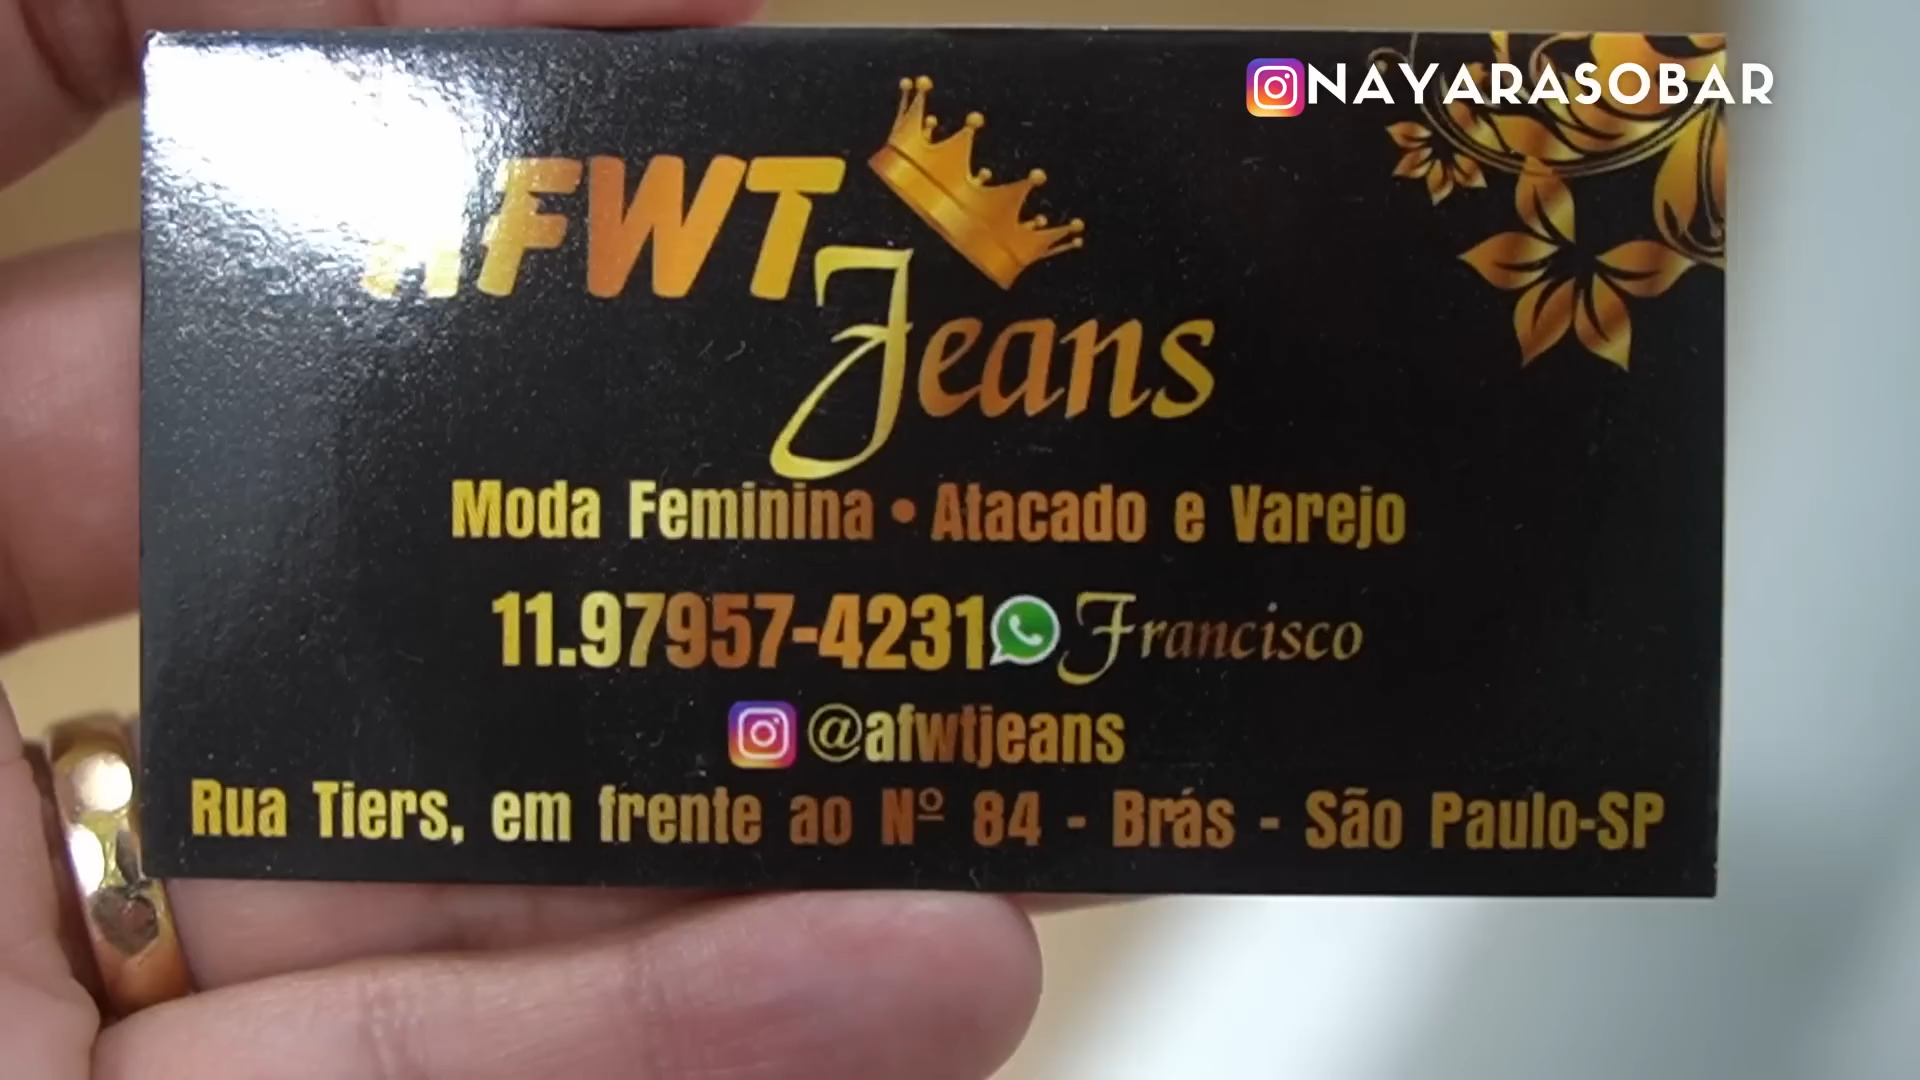 NAYARASOBAR
AFWT
Jeans
Moda Feminina • Atacado e Varejo
11.97957-4231 Francisco
@afwtjeans
Rua Tiers, em frente ao Nº 84 - Brás - São Paulo-SP